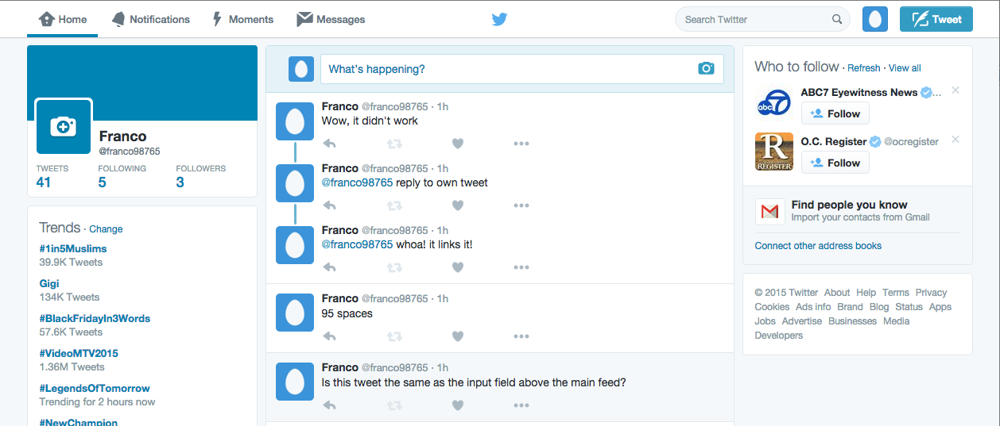 Home
Notifications
Moments
Messages
Search Twitter
Tweet
Franco
@franco98765
TWEETS FOLLOWING FOLLOWERS
41 5 3
Trends · Change
#1in5Muslims
39.9K Tweets
Gigi
134K Tweets
#BlackFridayIn3Words
57.6K Tweets
#VideoMTV2015
1.36M Tweets
#LegendsOfTomorrow
Trending for 2 hours now
#NewChampion
What's happening?
Franco @franco98765 · 1h
Wow, it didn't work
Franco @franco98765 · 1h
@franco98765 reply to own tweet
Franco @franco98765 · 1h
@franco98765 whoa! it links it!
Franco @franco98765 · 1h
95 spaces
Franco @franco98765 · 1h
Is this tweet the same as the input field above the main feed?
Who to follow · Refresh · View all
abc 7
ABC7 Eyewitness News ...
Follow
R
REGISTER
O.C. Register @ocregister
Follow
Find people you know
Import your contacts from Gmail
Connect other address books
© 2015 Twitter About Help Terms Privacy
Cookies Ads info Brand Blog Status Apps
Jobs Advertise Businesses Media
Developers